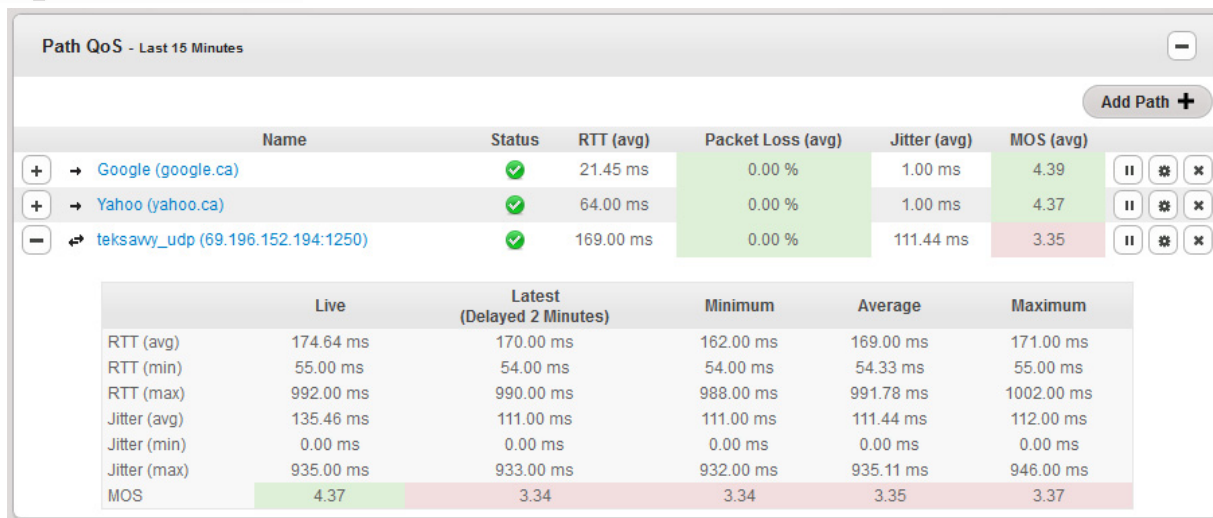 Path QoS - Last 15 Minutes
Add Path
Name Status RTT (avg) Packet Loss (avg) Jitter (avg) MOS (avg)
Google (google.ca) 21.45 ms 0.00 % 1.00 ms 4.39
Yahoo (yahoo.ca) 64.00 ms 0.00 % 1.00 ms 4.37
teksavvy_udp (69.196.152.194:1250) 169.00 ms 0.00 % 111.44 ms 3.35
Live Latest (Delayed 2 Minutes) Minimum Average Maximum
RTT (avg) 174.64 ms 170.00 ms 162.00 ms 169.00 ms 171.00 ms
RTT (min) 55.00 ms 54.00 ms 54.00 ms 54.33 ms 55.00 ms
RTT (max) 992.00 ms 990.00 ms 988.00 ms 991.78 ms 1002.00 ms
Jitter (avg) 135.46 ms 111.00 ms 111.00 ms 111.44 ms 112.00 ms
Jitter (min) 0.00 ms 0.00 ms 0.00 ms 0.00 ms 0.00 ms
Jitter (max) 935.00 ms 933.00 ms 932.00 ms 935.11 ms 946.00 ms
MOS 4.37 3.34 3.34 3.35 3.37